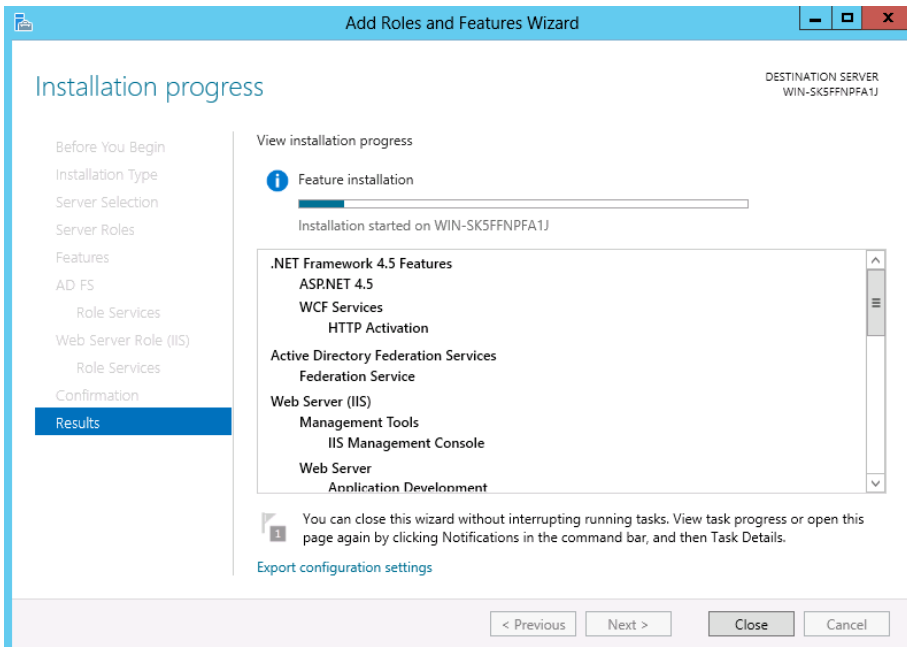 Add Roles and Features Wizard
Installation progress
DESTINATION SERVER
WIN-SK5FFNPFA1J
Before You Begin
Installation Type
Server Selection
Server Roles
Features
AD FS
Role Services
Web Server Role (IIS)
Role Services
Confirmation
Results
View installation progress
Feature installation
Installation started on WIN-SK5FFNPFA1J
.NET Framework 4.5 Features
ASP.NET 4.5
WCF Services
HTTP Activation
Active Directory Federation Services
Federation Service
Web Server (IIS)
Management Tools
IIS Management Console
Web Server
Application Development
1
You can close this wizard without interrupting running tasks. View task progress or open this
page again by clicking Notifications in the command bar, and then Task Details.
Export configuration settings
< Previous
Next >
Close
Cancel